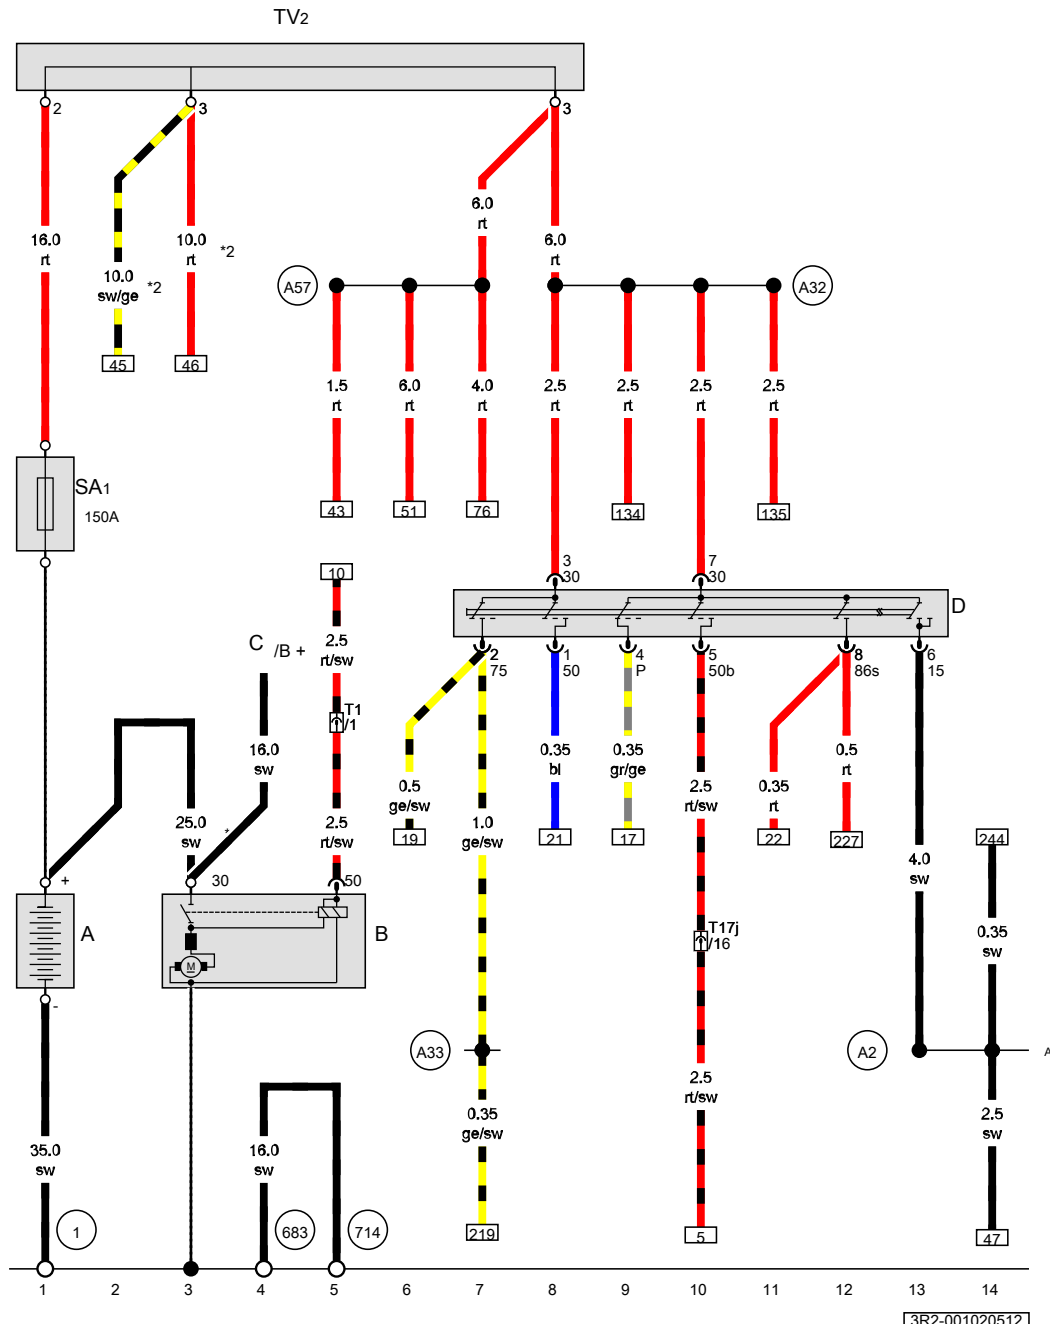 TV2
2
3
3
16.0
rt
10.0
sw/ge
*2
10.0
rt
*2
6.0
rt
6.0
rt
A57
A32
45
46
1.5
rt
6.0
rt
4.0
rt
2.5
rt
2.5
rt
2.5
rt
2.5
rt
SA1
150A
43
51
76
134
135
3
30
7
30
10
D
2.5
rt/sw
C
/B +
T1
/1
2
75
1
50
4
P
5
50b
8
86s
6
15
16.0
sw
25.0
sw
2.5
rt/sw
0.5
ge/sw
1.0
ge/sw
0.35
bl
0.35
gr/ge
2.5
rt/sw
0.35
rt
0.5
rt
19
21
17
22
227
244
4.0
sw
+
30
50
A
B
M
-
T17j
/16
0.35
sw
A33
A2
A
2.5
rt/sw
0.35
ge/sw
2.5
sw
35.0
sw
16.0
sw
1
683
714
219
5
47
1
2
3
4
5
6
7
8
9
10
11
12
13
14
3R2-001020512